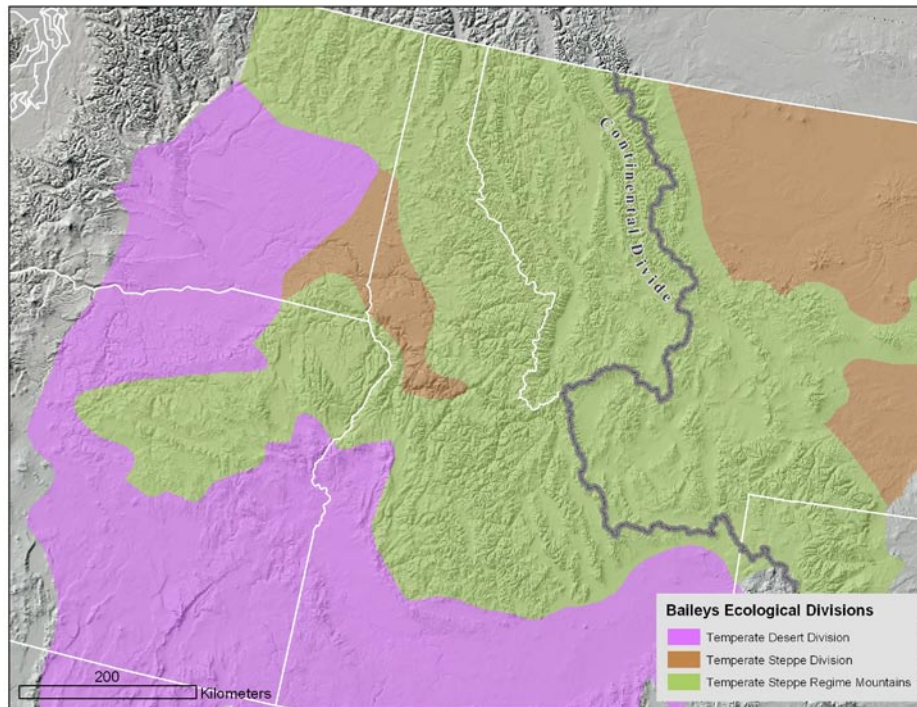 Continental Divide
Baileys Ecological Divisions
Temperate Desert Division
Temperate Steppe Division
Temperate Steppe Regime Mountains
200
Kilometers